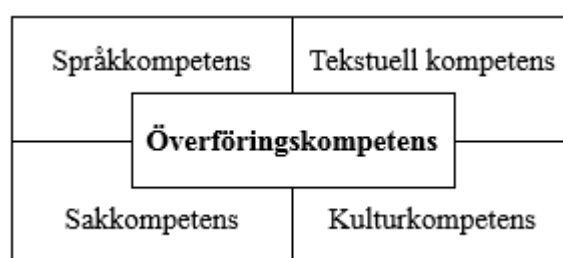 Språkkompetens
Tekstuell kompetens
Överföringskompetens
Sakkompetens
Kulturkompetens